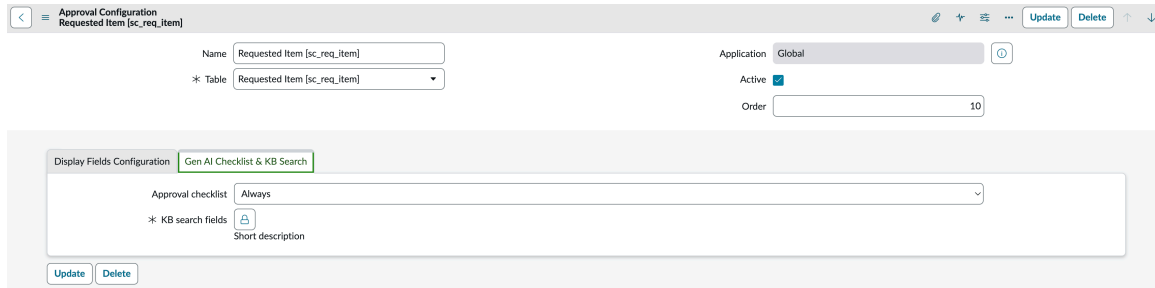 Approval Configuration
Requested Item [sc_req_item]
Update
Delete
Name
Requested Item [sc_req_item]
Application
Global
* Table
Requested Item [sc_req_item]
Active
Order
10
Display Fields Configuration
Gen AI Checklist & KB Search
Approval checklist
Always
* KB search fields
Short description
Update
Delete